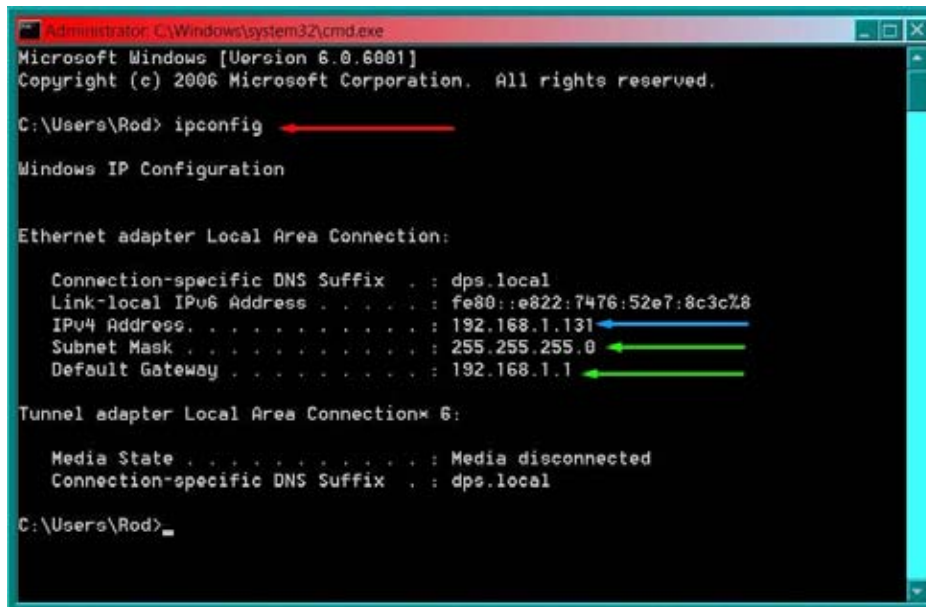 Administrator: C:\Windows\system32\cmd.exe
Microsoft Windows [Version 6.0.6001]
Copyright (c) 2006 Microsoft Corporation.  All rights reserved.
C:\Users\Rod> ipconfig
Windows IP Configuration
Ethernet adapter Local Area Connection:
   Connection-specific DNS Suffix  . : dps.local
   Link-local IPv6 Address . . . . . : fe80::e822:7476:52e7:8c3c%8
   IPv4 Address. . . . . . . . . . . : 192.168.1.131
   Subnet Mask . . . . . . . . . . . : 255.255.255.0
   Default Gateway . . . . . . . . . : 192.168.1.1
Tunnel adapter Local Area Connection* 6:
   Media State . . . . . . . . . . . : Media disconnected
   Connection-specific DNS Suffix  . : dps.local
C:\Users\Rod>_